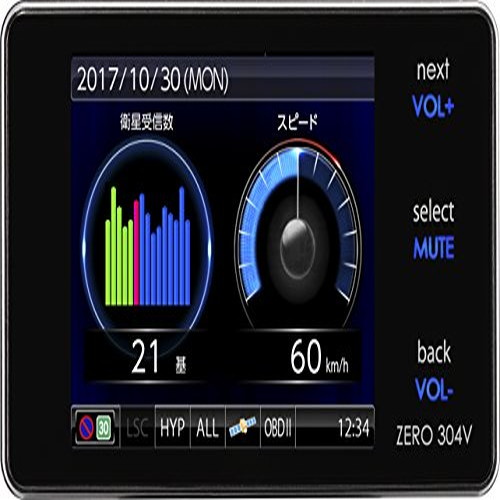 2017/10/30(MON)
衛星受信数
スピード
21 基
60 km/h
30 LSC HYP ALL OBDII 12:34
next
VOL+
select
MUTE
back
VOL-
ZERO 304V